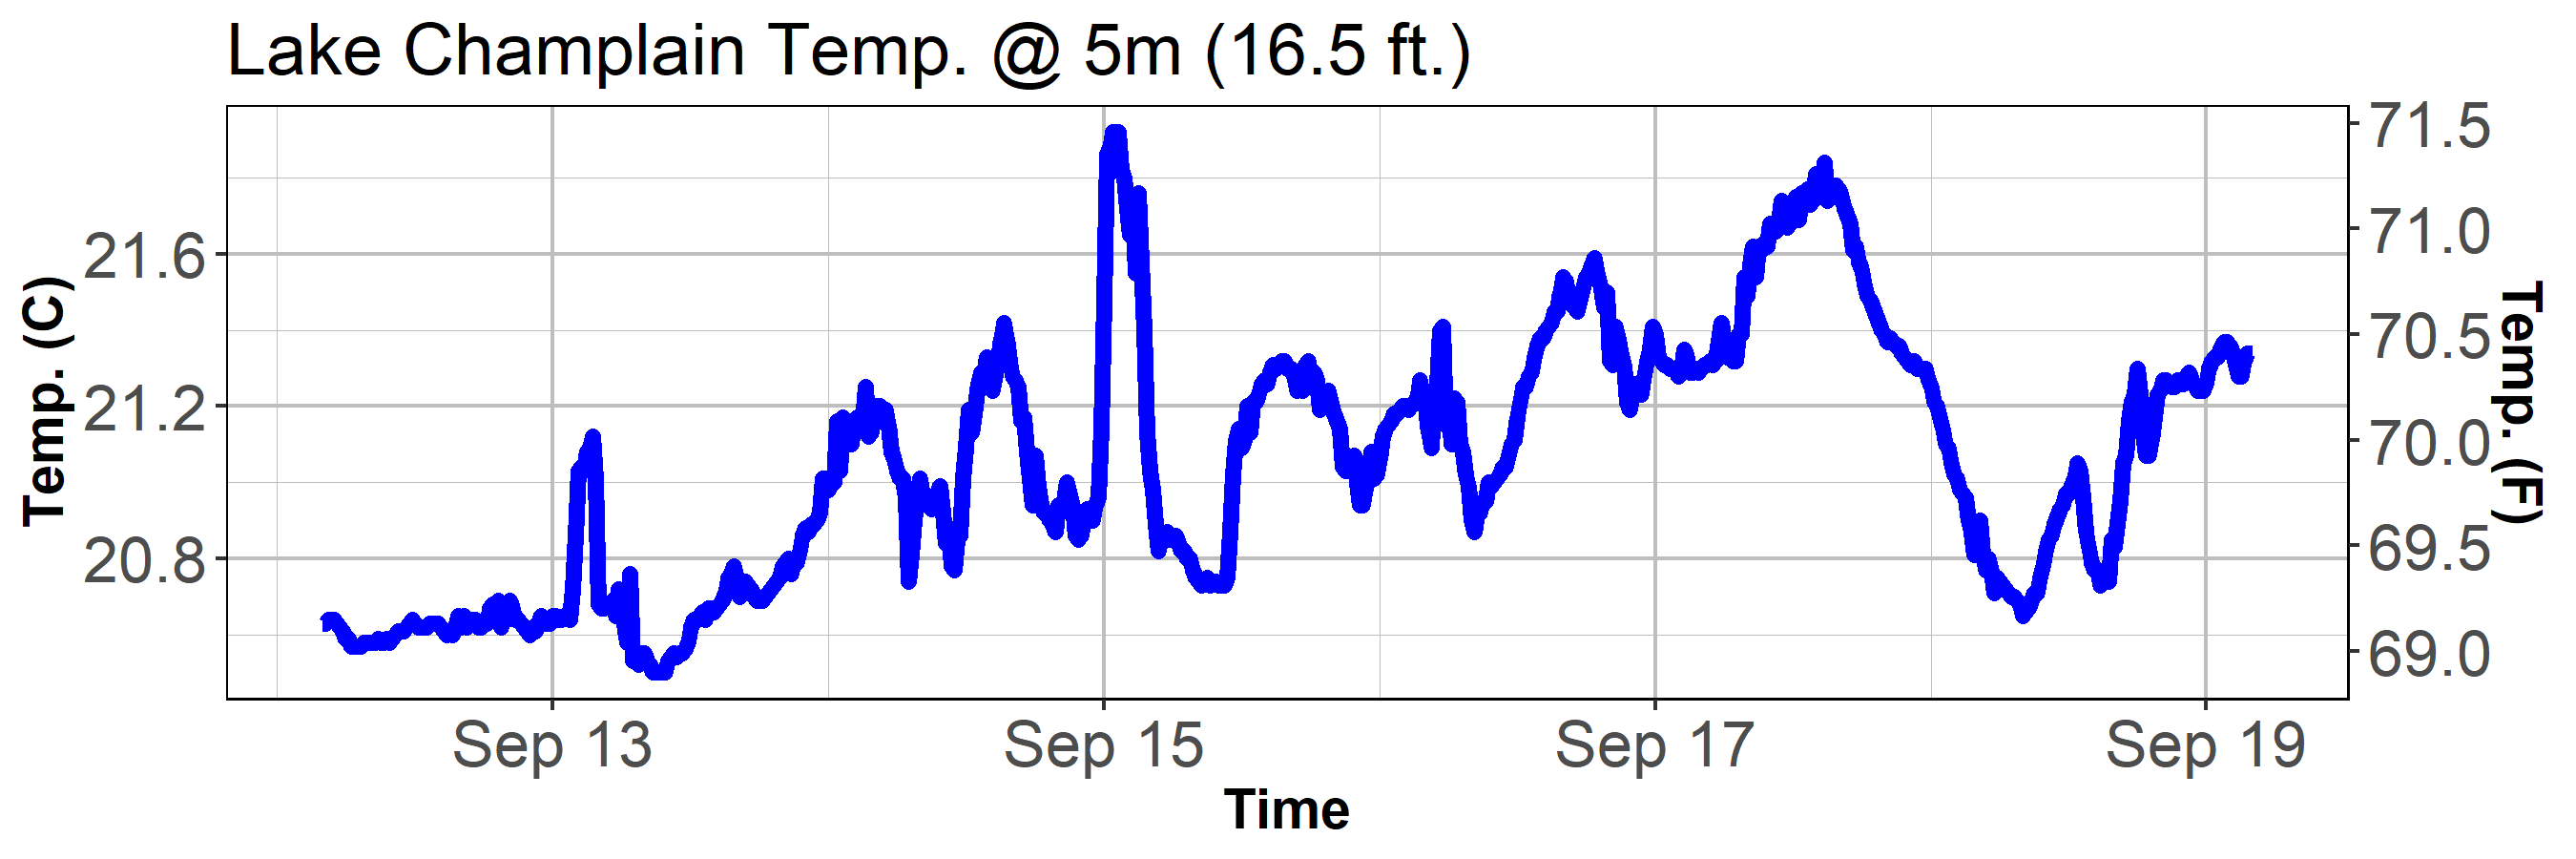 Lake Champlain Temp. @ 5m (16.5 ft.)
Temp. (C)
21.6
21.2
20.8
71.5
71.0
70.5
70.0
69.5
69.0
Temp. (F)
Sep 13 Sep 15 Sep 17 Sep 19
Time